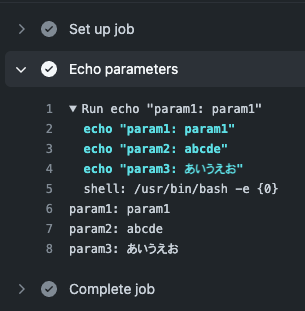 Set up job
Echo parameters
1 ▼ Run echo "param1: param1"
2 echo "param1: param1"
3 echo "param2: abcde"
4 echo "param3: あいうえお"
5 shell: /usr/bin/bash -e {0}
6 param1: param1
7 param2: abcde
8 param3: あいうえお
Complete job